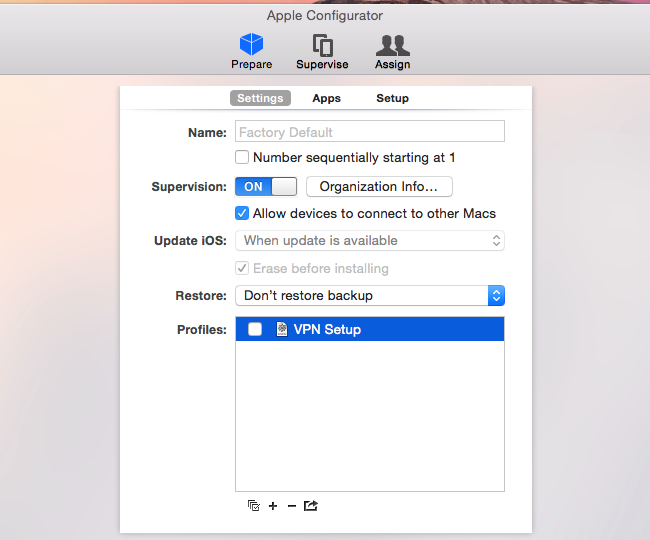 Apple Configurator
Prepare Supervise Assign
Settings Apps Setup
Name: Factory Default
Number sequentially starting at 1
Supervision: ON Organization Info...
Allow devices to connect to other Macs
Update iOS: When update is available
Erase before installing
Restore: Don't restore backup
Profiles: VPN Setup